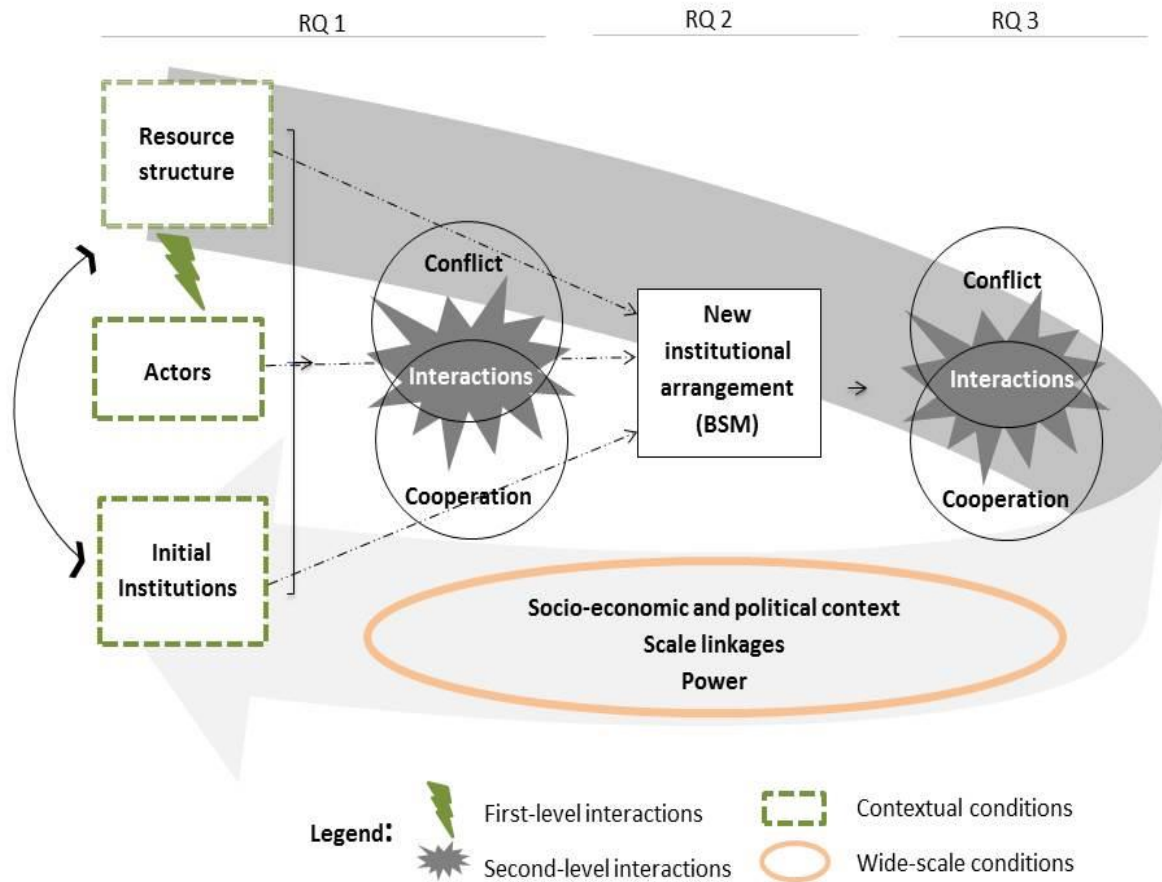 RQ 1
RQ 2
RQ 3
Resource
structure
Actors
Initial
Institutions
Conflict
Interactions
Cooperation
New
institutional
arrangement
(BSM)
Conflict
Interactions
Cooperation
Socio-economic and political context
Scale linkages
Power
Legend:
First-level interactions
Contextual conditions
Second-level interactions
Wide-scale conditions